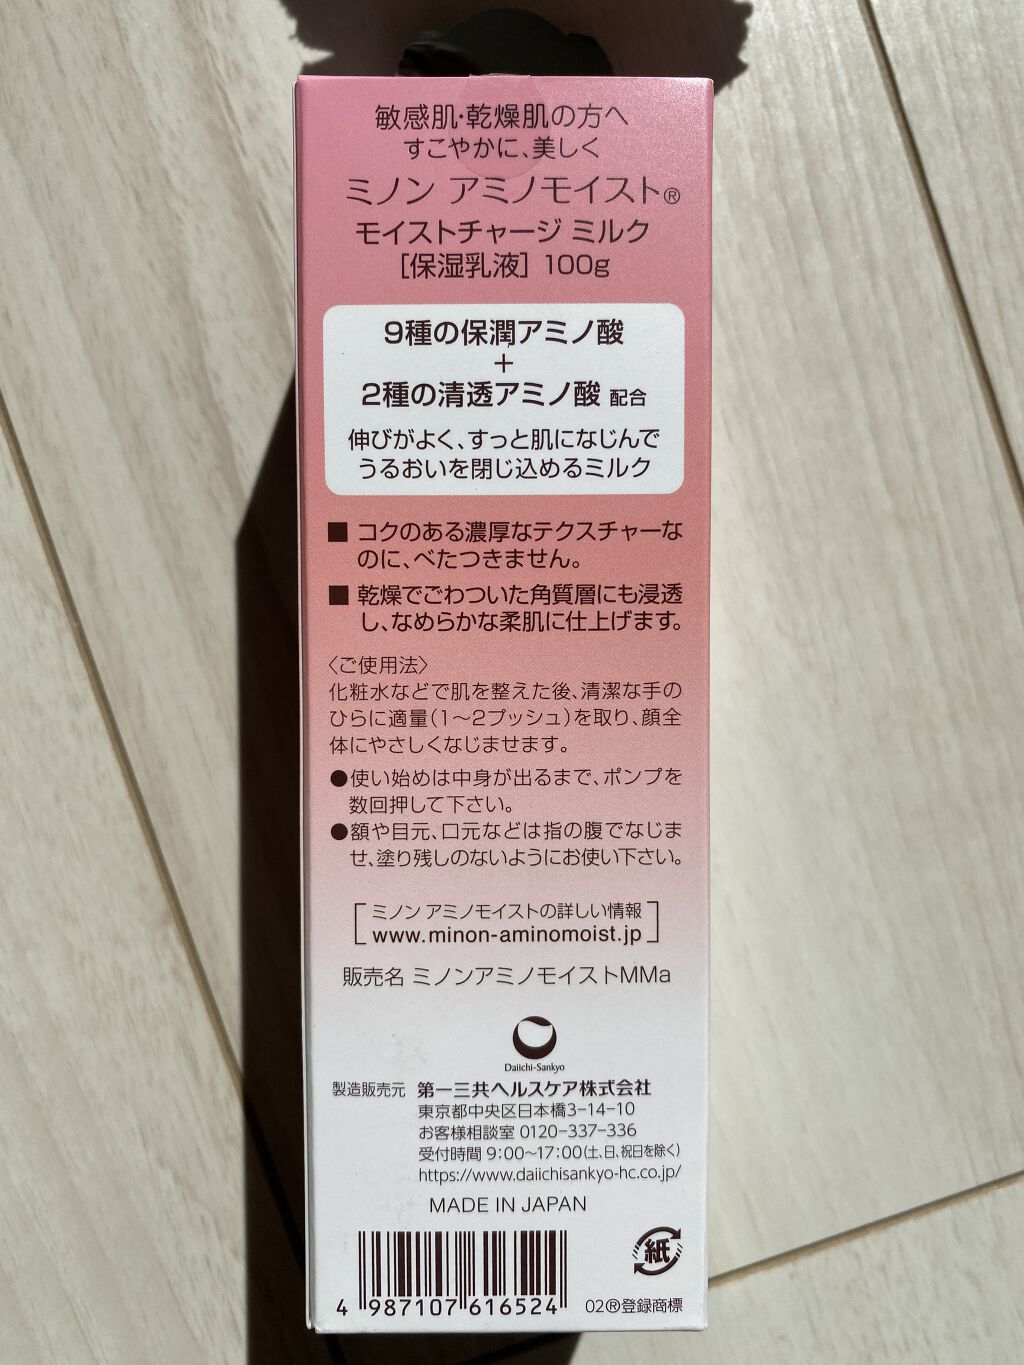 敏感肌・乾燥肌の方へ
すこやかに、美しく
ミノン アミノモイスト®
モイストチャージ ミルク
[保湿乳液] 100g
9種の保潤アミノ酸
+
2種の清透アミノ酸 配合
伸びがよく、すっと肌になじんで
うるおいを閉じ込めるミルク
■ コクのある濃厚なテクスチャーな
のに、べたつきません。
■ 乾燥でごわついた角質層にも浸透
し、なめらかな柔肌に仕上げます。
〈ご使用法〉
化粧水などで肌を整えた後、清潔な手の
ひらに適量(1〜2プッシュ)を取り、顔全
体にやさしくなじませます。
●使い始めは中身が出るまで、ポンプを
数回押して下さい。
●額や目元、口元などは指の腹でなじま
せ、塗り残しのないようにお使い下さい。
ミノン アミノモイストの詳しい情報
www.minon-aminomoist.jp
販売名 ミノンアミノモイストMMa
Daiichi-Sankyo
製造販売元 第一三共ヘルスケア株式会社
東京都中央区日本橋3-14-10
お客様相談室 0120-337-336
受付時間 9:00〜17:00(土、日、祝日を除く)
https://www.daiichisankyo-hc.co.jp/
MADE IN JAPAN
紙
4 987107 616524
02®登録商標